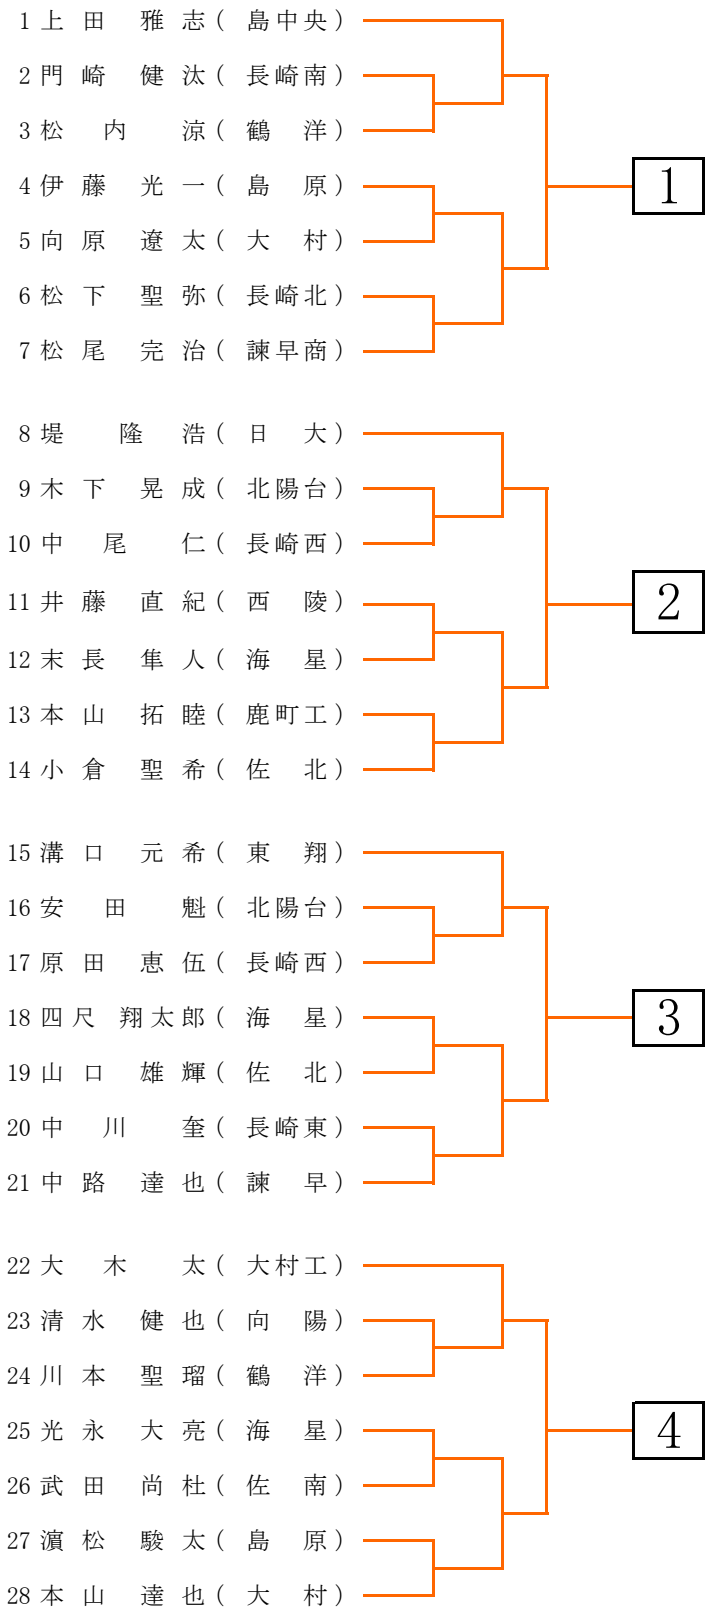 1 上田 雅志 ( 島中央 )
2 門崎 健汰 ( 長崎南 )
3 松内 涼 ( 鶴洋 )
1
4 伊藤 光一 ( 島原 )
5 向原 遼太 ( 大村 )
6 松下 聖弥 ( 長崎北 )
7 松尾 完治 ( 諫早商 )
8 堤 隆浩 ( 日大 )
9 木下 晃成 ( 北陽台 )
10 中尾 仁 ( 長崎西 )
2
11 井藤 直紀 ( 西陵 )
12 末長 隼人 ( 海星 )
13 本山 拓睦 ( 鹿町工 )
14 小倉 聖希 ( 佐北 )
15 溝口 元希 ( 東翔 )
16 安田 魁 ( 北陽台 )
17 原田 恵伍 ( 長崎西 )
3
18 四尺 翔太郎 ( 海星 )
19 山口 雄輝 ( 佐北 )
20 中川 奎 ( 長崎東 )
21 中路 達也 ( 諫早 )
22 大木 太 ( 大村工 )
23 清水 健也 ( 向陽 )
24 川本 聖瑠 ( 鶴洋 )
4
25 光永 大亮 ( 海星 )
26 武田 尚杜 ( 佐南 )
27 濵松 駿太 ( 島原 )
28 本山 達也 ( 大村 )